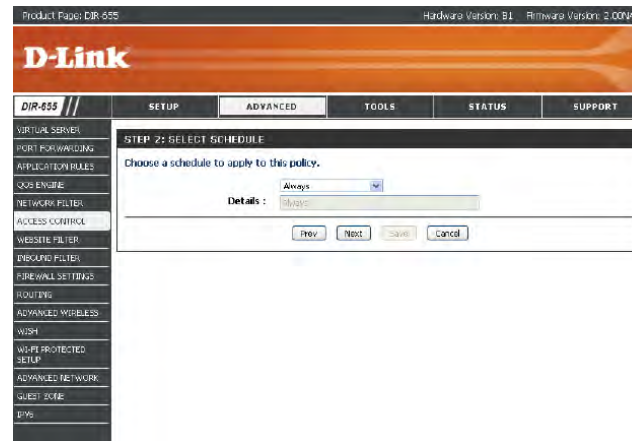 Product Page: DIR-655 Hardware Version: B1 Firmware Version: 2.00NA
D-Link
DIR-655 // SETUP ADVANCED TOOLS STATUS SUPPORT
VIRTUAL SERVER
PORT FORWARDING
APPLICATION RULES
QOS ENGINE
NETWORK FILTER
ACCESS CONTROL
WEBSITE FILTER
INBOUND FILTER
FIREWALL SETTINGS
ROUTING
ADVANCED WIRELESS
WISH
WI-FI PROTECTED
SETUP
ADVANCED NETWORK
GUEST ZONE
IPV6
STEP 2: SELECT SCHEDULE
Choose a schedule to apply to this policy.
Always
Details : Always
Prev Next Save Cancel